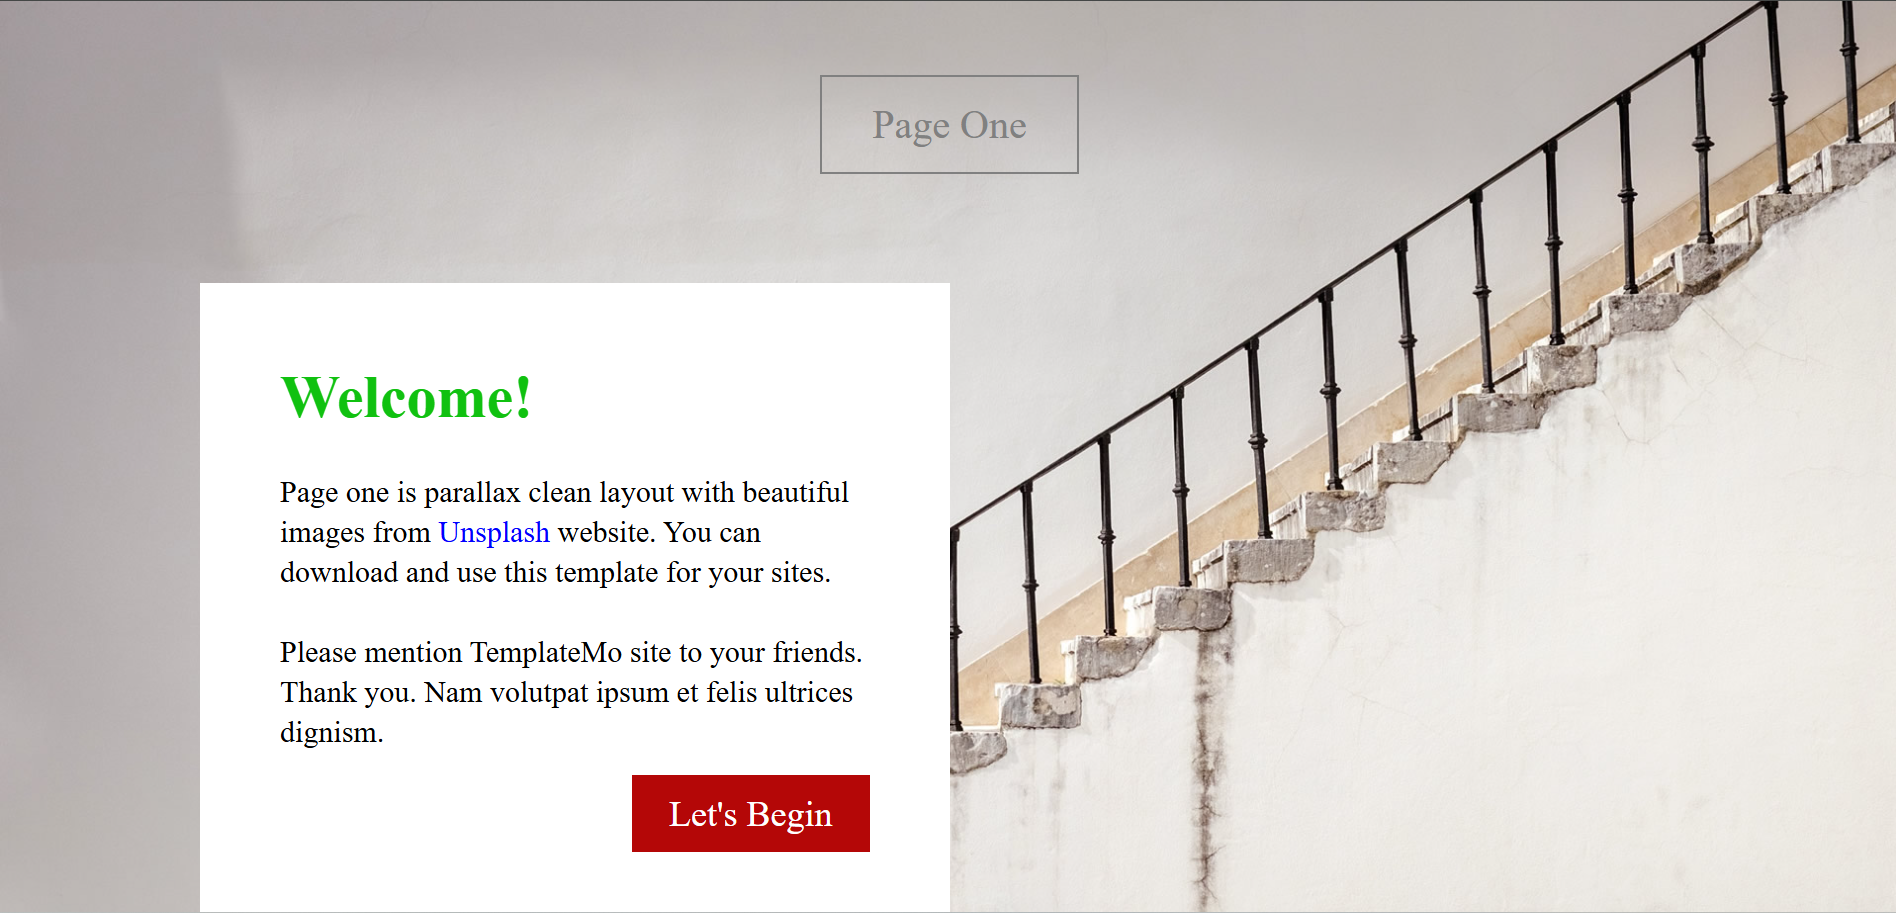 Page One
Welcome!
Page one is parallax clean layout with beautiful
images from Unsplash website. You can
download and use this template for your sites.
Please mention TemplateMo site to your friends.
Thank you. Nam volutpat ipsum et felis ultrices
dignism.
Let's Begin